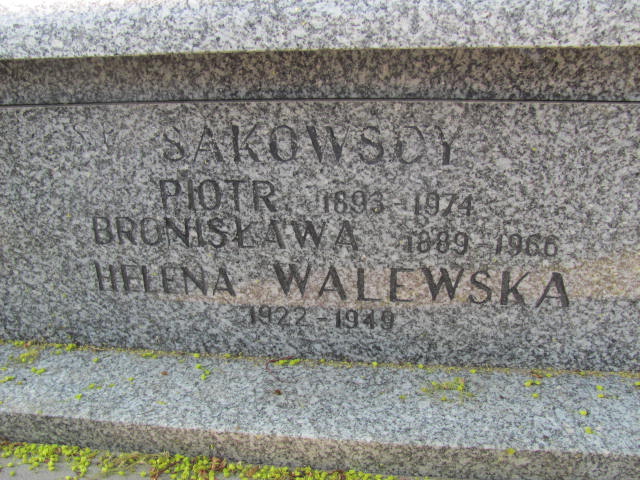 SAKOWSCY
PIOTR 1893-1974
BRONISŁAWA 1889-1966
HELENA WALEWSKA
1922-1949